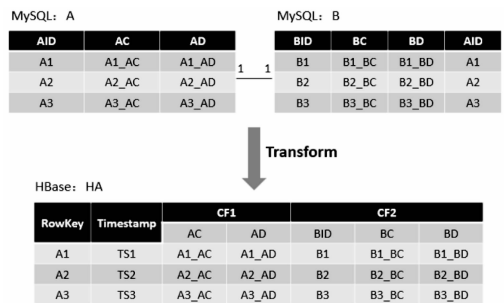 MySQL：A MySQL：B
AID AC AD BID BC BD AID
A1 A1_AC A1_AD 1 1 B1 B1_BC B1_BD A1
A2 A2_AC A2_AD B2 B2_BC B2_BD A2
A3 A3_AC A3_AD B3 B3_BC B3_BD A3
Transform
HBase：HA
RowKey Timestamp CF1 CF2
AC AD BID BC BD
A1 TS1 A1_AC A1_AD B1 B1_BC B1_BD
A2 TS2 A2_AC A2_AD B2 B2_BC B2_BD
A3 TS3 A3_AC A3_AD B3 B3_BC B3_BD